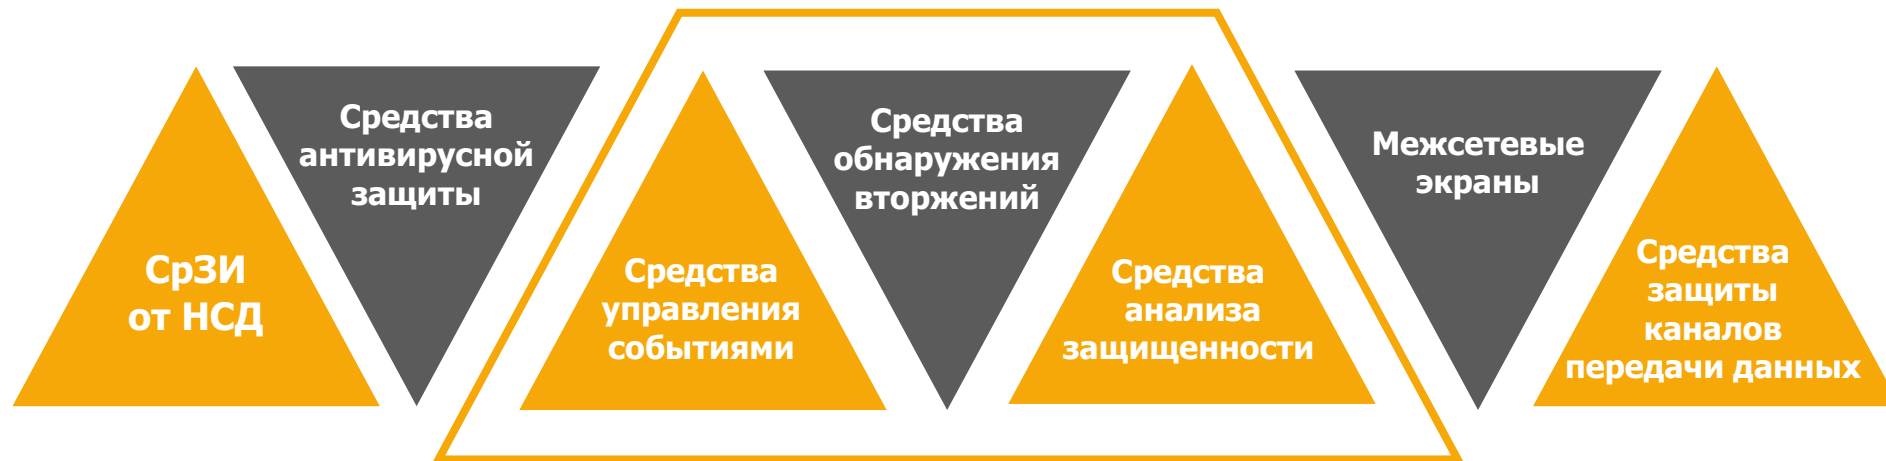 СрЗИ
от НСД
Средства
антивирусной
защиты
Средства
управления
событиями
Средства
обнаружения
вторжений
Средства
анализа
защищенности
Межсетевые
экраны
Средства
защиты
каналов
передачи данных